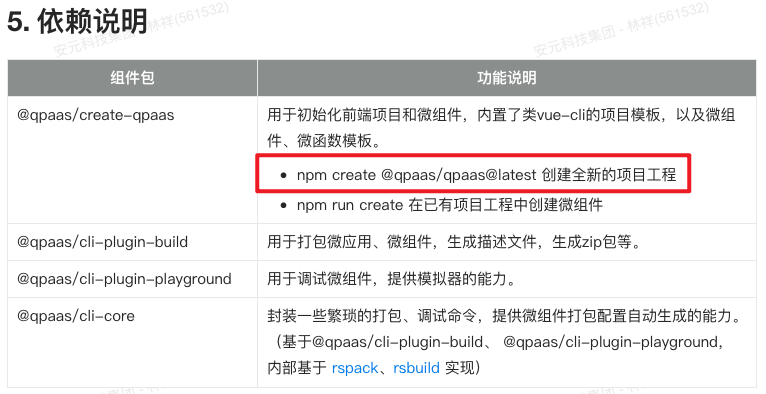 5. 依赖说明
安元科技集团 - 林祥(561532)
安元科技集团 - 林祥(561532)
组件包 功能说明
@qpaas/create-qpaas 用于初始化前端项目和微组件，内置了类vue-cli的项目模板，以及微组
件、微函数模板。
• npm create @qpaas/qpaas@latest 创建全新的项目工程
• npm run create 在已有项目工程中创建微组件
@qpaas/cli-plugin-build 用于打包微应用、微组件，生成描述文件，生成zip包等。
@qpaas/cli-plugin-playground 用于调试微组件，提供模拟器的能力。
@qpaas/cli-core 封装一些繁琐的打包、调试命令，提供微组件打包配置自动生成的能力。
（基于@qpaas/cli-plugin-build、 @qpaas/cli-plugin-playground，
内部基于 rspack、rsbuild 实现）